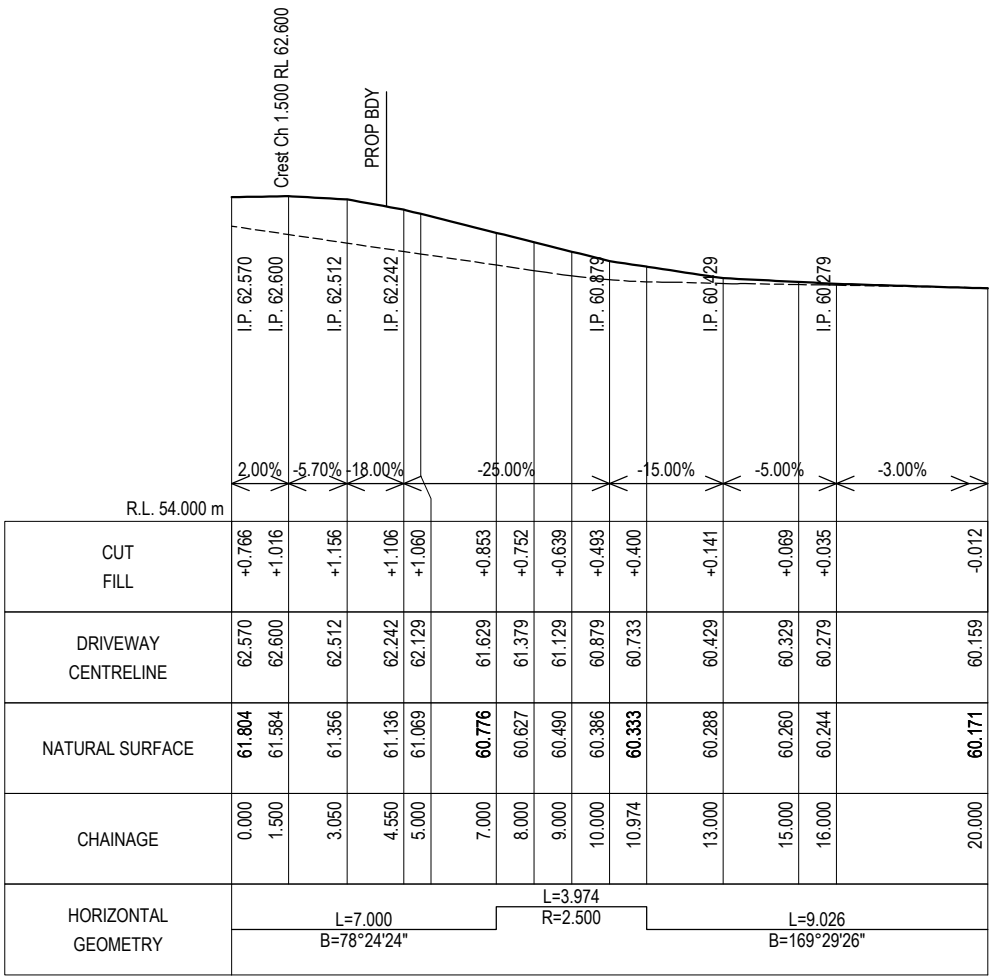 Crest Ch 1.500 RL 62.600
PROP BDY
I.P. 62.570
I.P. 62.600
I.P. 62.512
I.P. 62.242
I.P. 60.879
I.P. 60.429
I.P. 60.279
2.00% -5.70% -18.00% -25.00% -15.00% -5.00% -3.00%
R.L. 54.000 m
CUT
FILL
+0.766 +1.016 +1.156 +1.106 +1.060 +0.853 +0.752 +0.639 +0.493 +0.400 +0.141 +0.069 +0.035 -0.012
DRIVEWAY
CENTRELINE
62.570 62.600 62.512 62.242 62.129 61.629 61.379 61.129 60.879 60.733 60.429 60.329 60.279 60.159
NATURAL SURFACE
61.804 61.584 61.356 61.136 61.069 60.776 60.627 60.490 60.386 60.333 60.288 60.260 60.244 60.171
CHAINAGE
0.000 1.500 3.050 4.550 5.000 7.000 8.000 9.000 10.000 10.974 13.000 15.000 16.000 20.000
HORIZONTAL
GEOMETRY
L=7.000
B=78°24'24"
L=3.974
R=2.500
L=9.026
B=169°29'26"